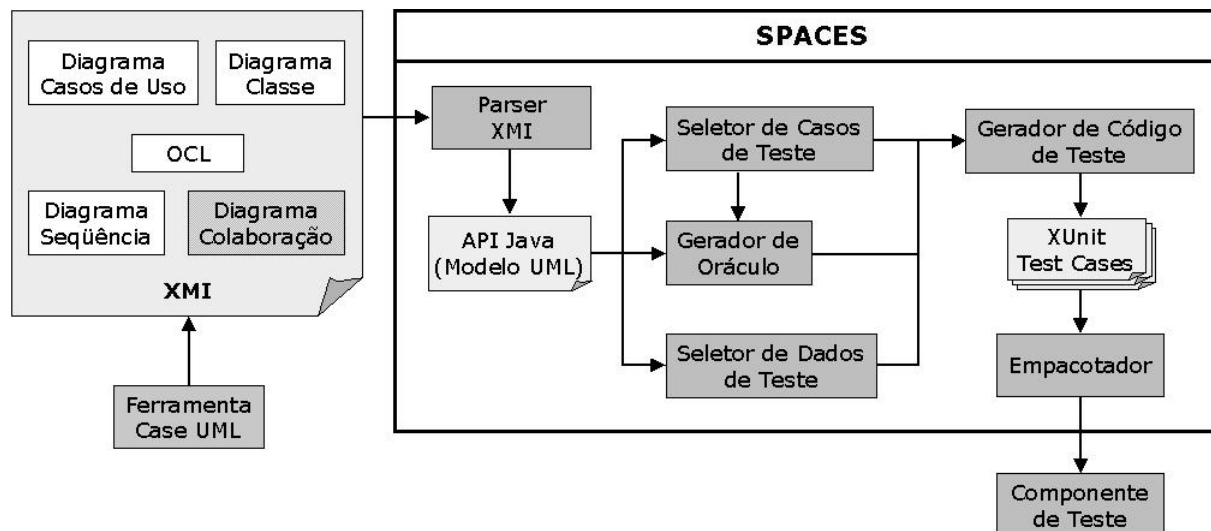 SPACES
Diagrama
Casos de Uso
Diagrama
Classe
OCL
Diagrama
Seqüência
Diagrama
Colaboração
XMI
Ferramenta
Case UML
Parser
XMI
API Java
(Modelo UML)
Seletor de Casos
de Teste
Gerador de
Oráculo
Seletor de Dados
de Teste
Gerador de Código
de Teste
XUnit
Test Cases
Empacotador
Componente
de Teste